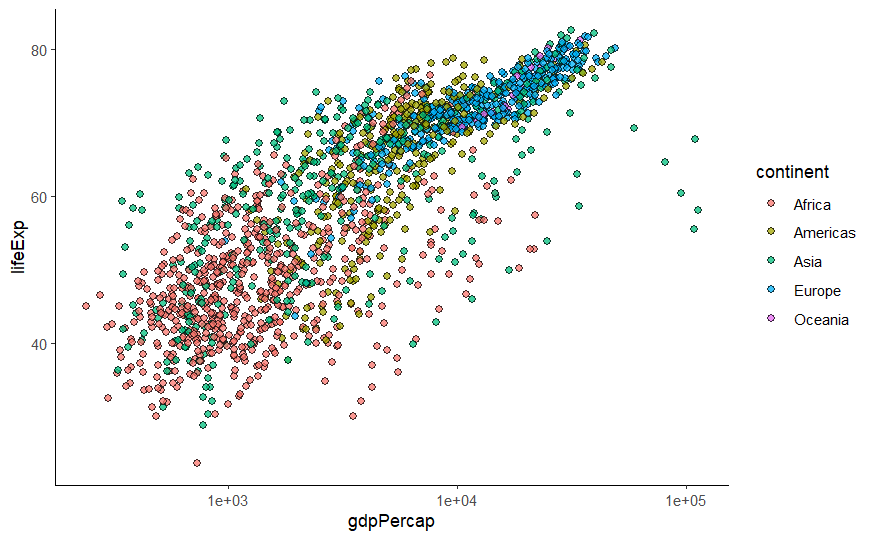 80
60
40
lifeExp
1e+03
1e+04
1e+05
gdpPercap
continent
Africa
Americas
Asia
Europe
Oceania